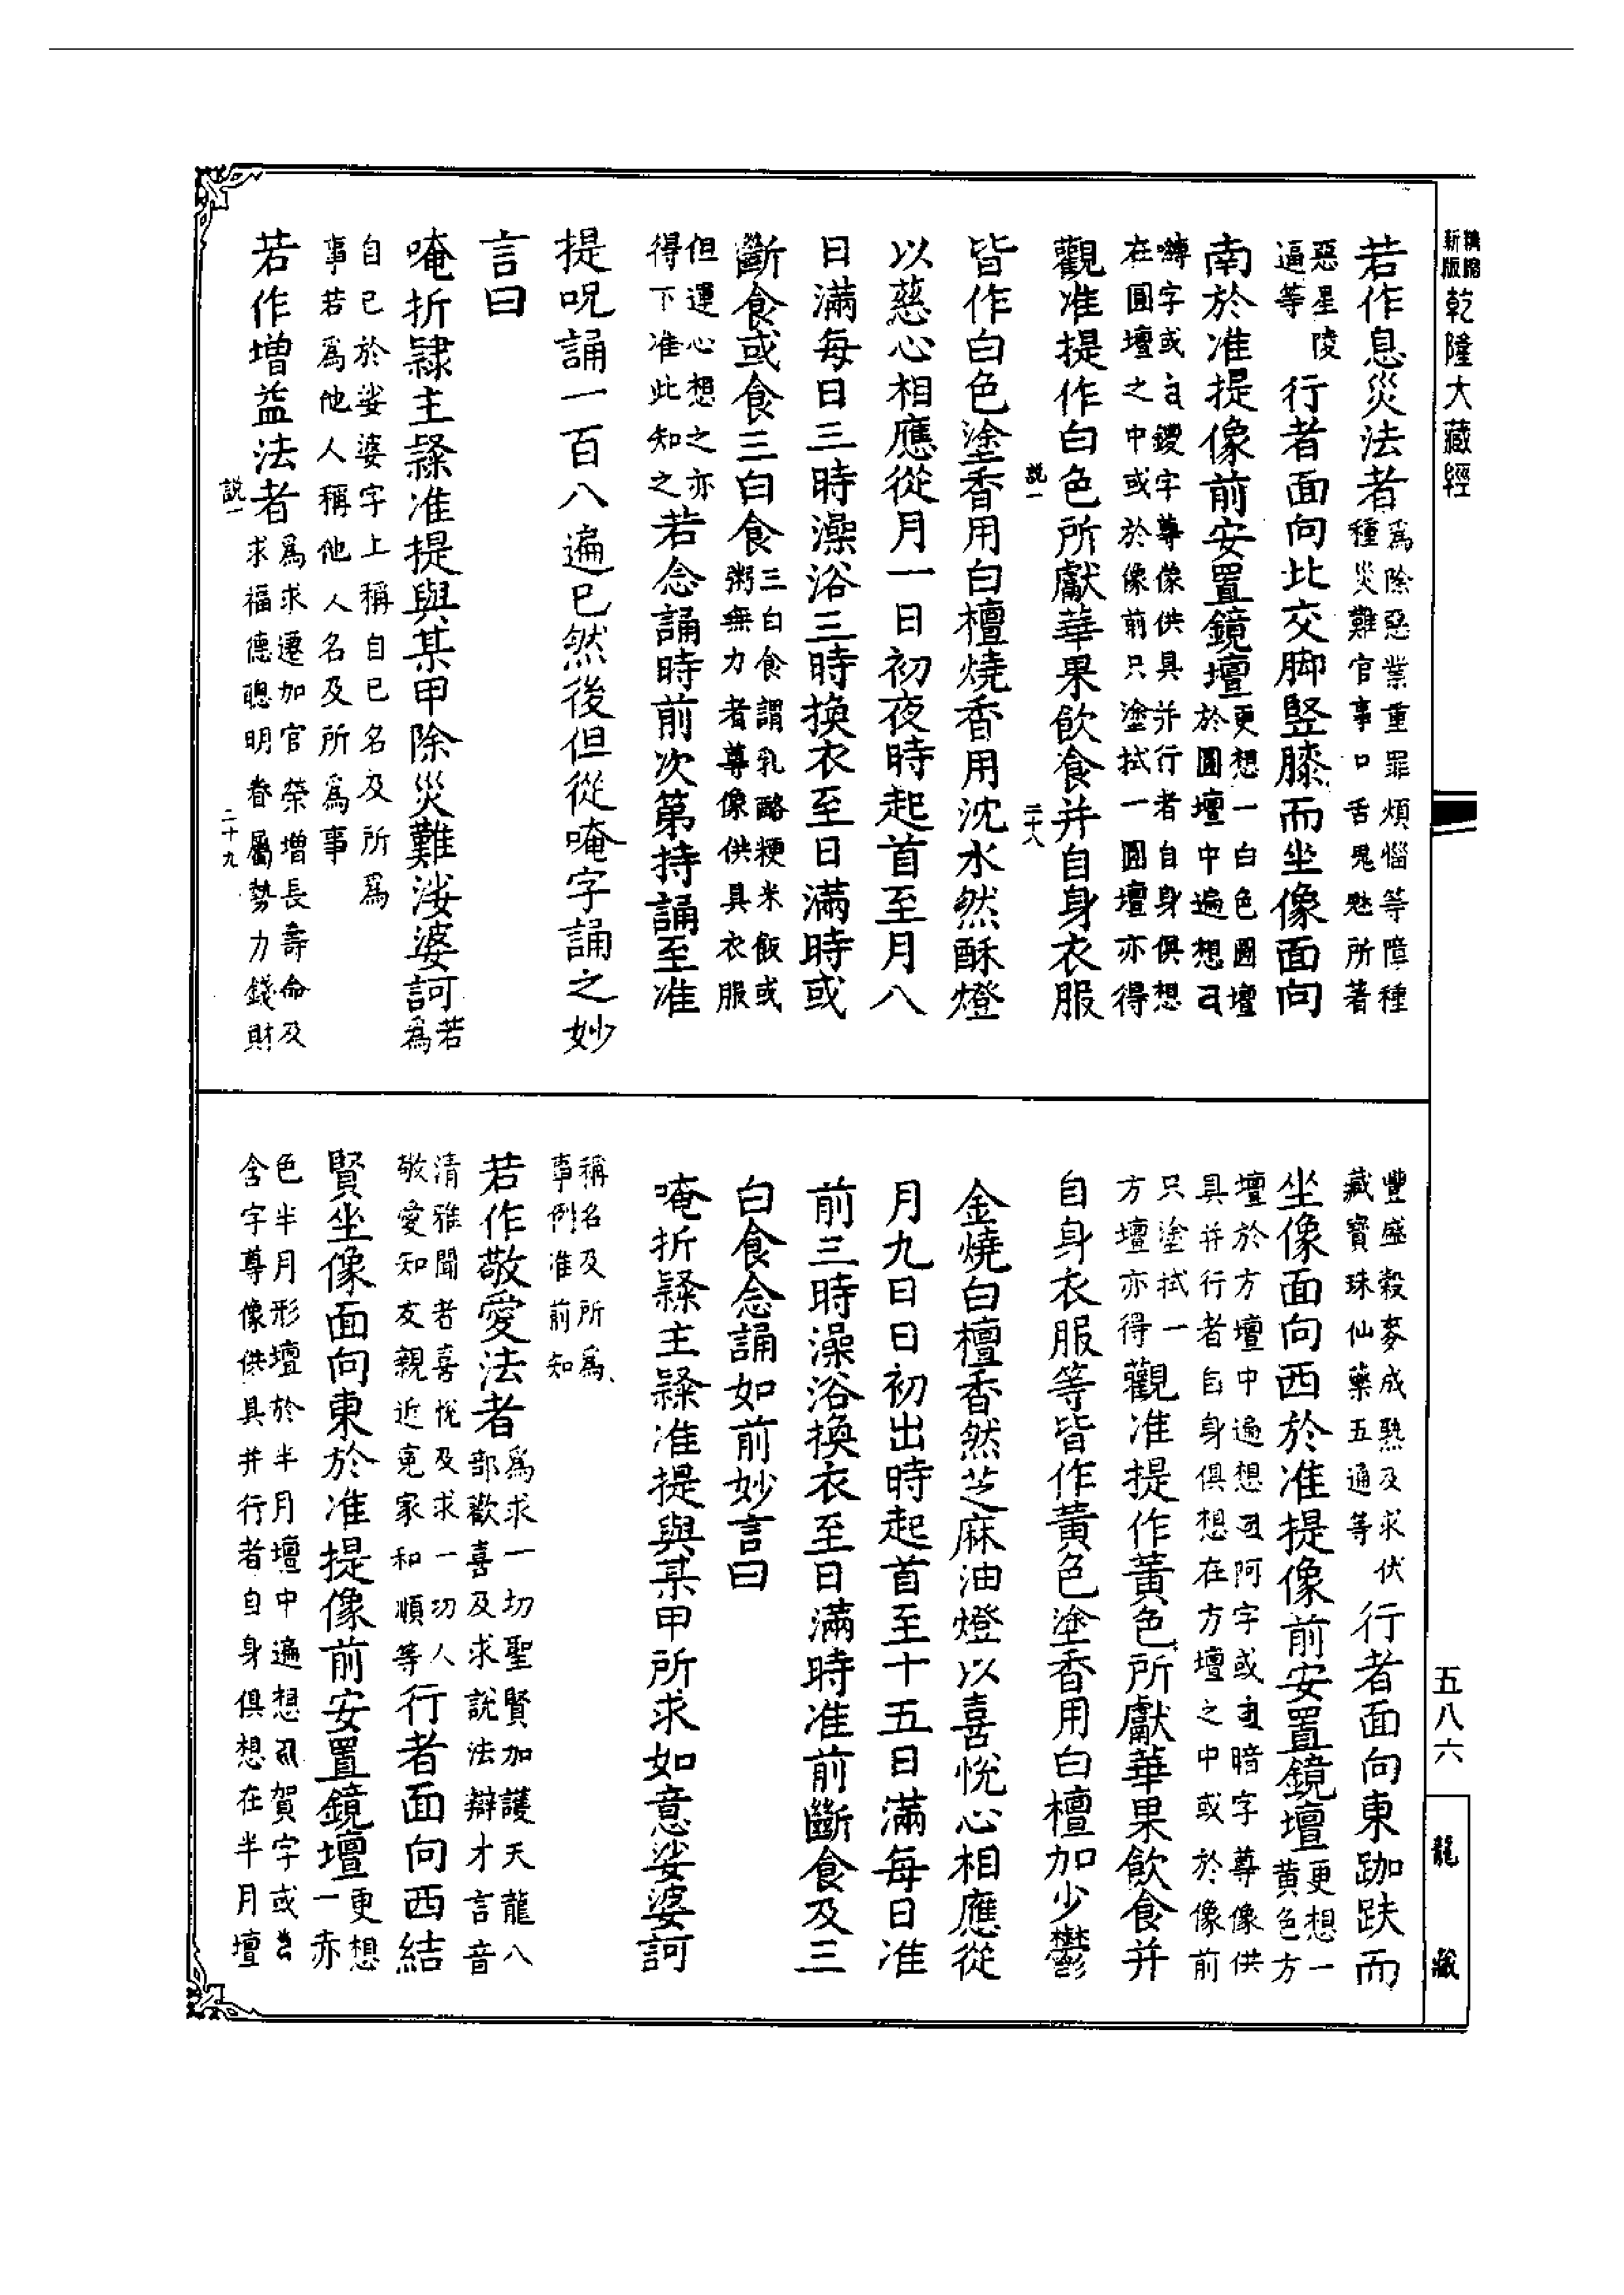 精縮
新版
乾隆大藏經
若作息災法者
為除惡業重罪煩惱等障種
種災難官事口舌鬼魅所著
惡星陵
逼等
行者面向北交脚竪膝而坐像面向
南於准提像前安置鏡壇
更想一白色圓壇
於圓壇中遍想
囀字或 鑁字尊像供具并行者自身俱想
在圓壇之中或於像前只塗拭一圓壇亦得
觀准提作白色所獻華果飲食并自身衣服
說一
二十八
皆作白色塗香用白檀燒香用沈水然酥燈
以慈心相應從月一日初夜時起首至月八
日滿每日三時澡浴三時換衣至日滿時或
斷食或食三白食
三白食謂乳酪粳米飯或
粥無力者尊像供具衣服
但運心想之亦
得下准此知之
若念誦時前次第持誦至准
提呪誦一百八遍已然後但從唵字誦之妙
言曰
唵折隸主隸准提與某甲除災難娑婆訶
若
為
自己於娑婆字上稱自己名及所為
事若為他人稱他人名及所為事
若作增益法者
為求遷加官榮增長壽命及
求福德聰明眷屬勢力錢財
說一
二十九
豐盛穀麥成熟及求伏
藏寶珠仙藥五通等
行者面向東跏趺而
坐像面向西於准提像前安置鏡壇
更想一
黃色方
壇於方壇中遍想 阿字或 暗字尊像供
具并行者自身俱想在方壇之中或於像前
只塗拭一
方壇亦得
觀准提作黃色所獻華果飲食并
自身衣服等皆作黃色塗香用白檀加少鬱
金燒白檀香然芝麻油燈以喜悅心相應從
月九日日初出時起首至十五日滿每日准
前三時澡浴換衣至日滿時准前斷食及三
白食念誦如前妙言曰
唵折隸主隸准提與某甲所求如意娑婆訶
稱名及所為
事例准前知
若作敬愛法者
為求一切聖賢加護天龍八
部歡喜及求說法辯才言音
清雅聞者喜悅及求一切人
敬愛知友親近冤家和順等
行者面向西結
賢坐像面向東於准提像前安置鏡壇
更想
一赤
色半月形壇於半月壇中遍想 賀字或
含字尊像供具并行者自身俱想在半月壇
五八六
龍藏